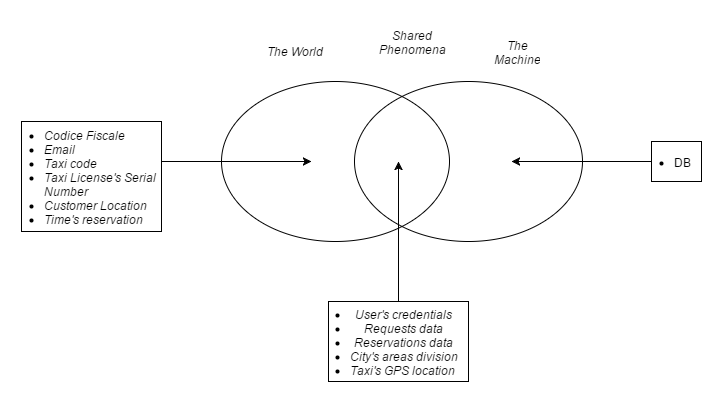 The World
Shared
Phenomena
The
Machine
Codice Fiscale
Email
Taxi code
Taxi License's Serial
Number
Customer Location
Time's reservation
DB
User's credentials
Requests data
Reservations data
City's areas division
Taxi's GPS location